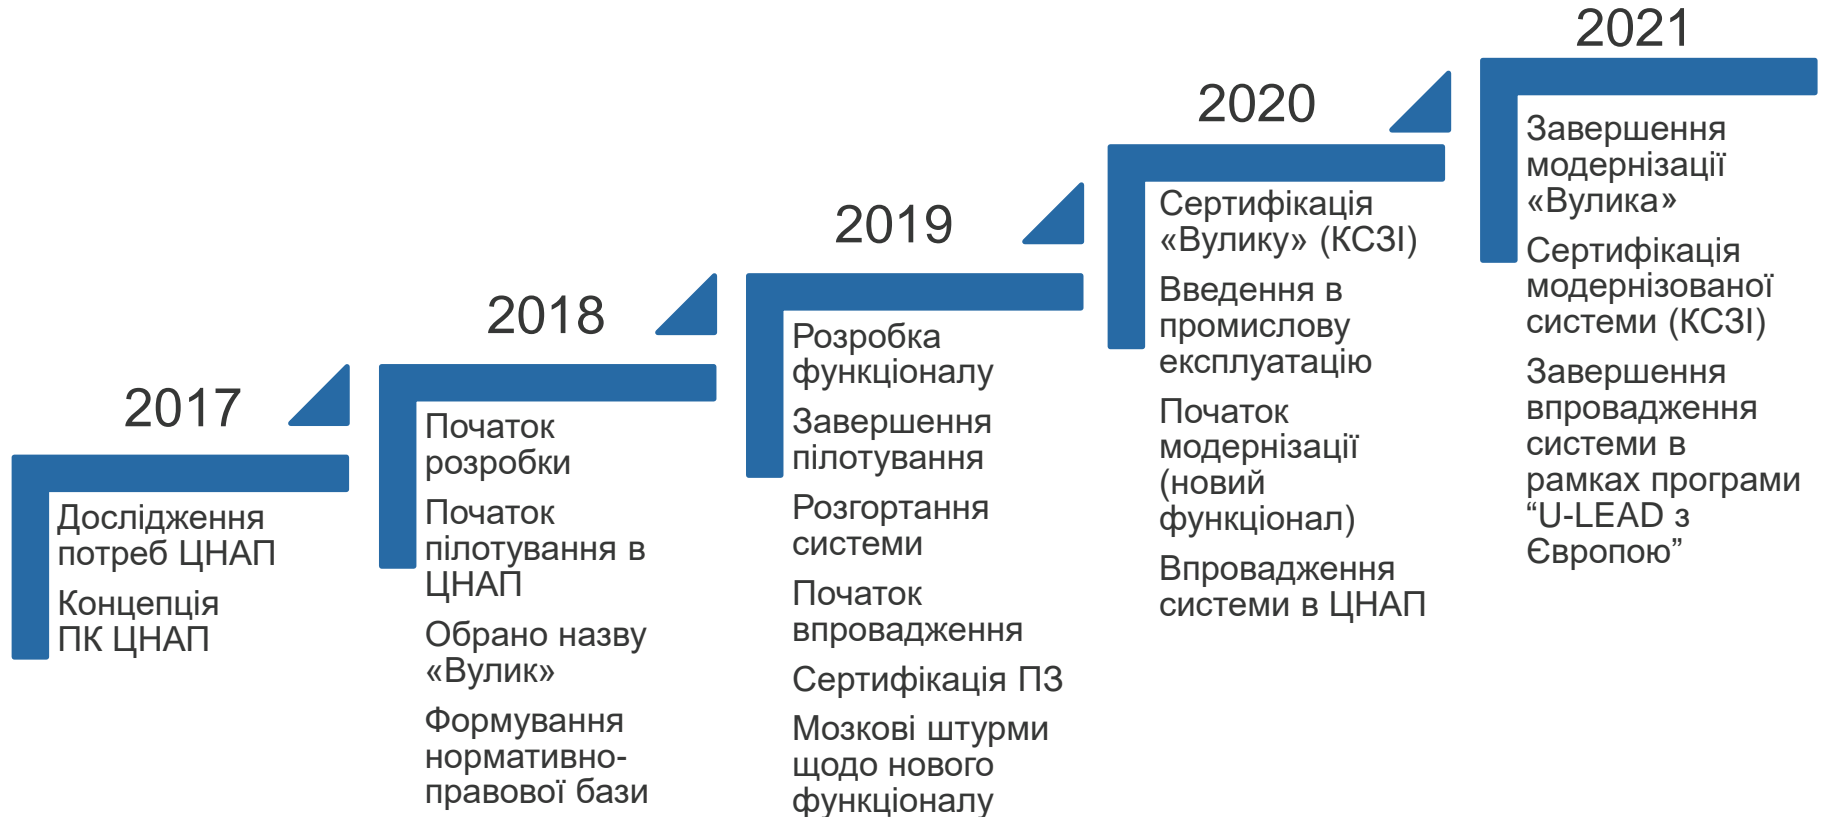 2017
Дослідження
потреб ЦНАП
Концепція
ПК ЦНАП
2018
Початок
розробки
Початок
пілотування в
ЦНАП
Обрано назву
«Вулик»
Формування
нормативно-
правової бази
2019
Розробка
функціоналу
Завершення
пілотування
Розгортання
системи
Початок
впровадження
Сертифікація ПЗ
Мозкові штурми
щодо нового
функціоналу
2020
Сертифікація
«Вулику» (КСЗІ)
Введення в
промислову
експлуатацію
Початок
модернізації
(новий
функціонал)
Впровадження
системи в ЦНАП
2021
Завершення
модернізації
«Вулика»
Сертифікація
модернізованої
системи (КСЗІ)
Завершення
впровадження
системи в
рамках програми
“U-LEAD з
Європою”